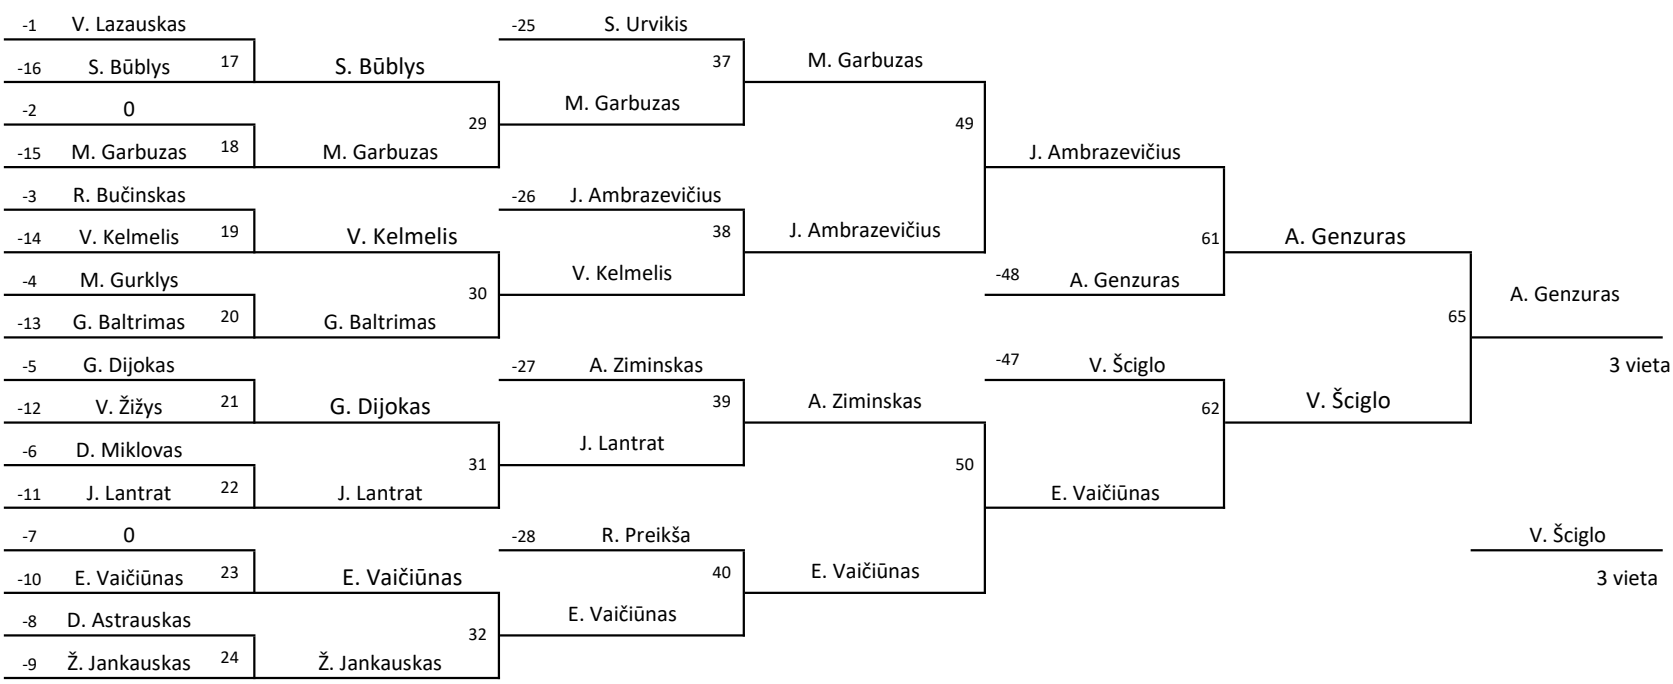 -1 V. Lazauskas -25 S. Urvikis
-16 S. Būblys 17 S. Būblys 37 M. Garbuzas
-2 0 29 M. Garbuzas 49
-15 M. Garbuzas 18 M. Garbuzas J. Ambrazevičius
-3 R. Bučinskas -26 J. Ambrazevičius
-14 V. Kelmelis 19 V. Kelmelis 38 J. Ambrazevičius 61 A. Genzuras
-4 M. Gurklys 30 V. Kelmelis -48 A. Genzuras A. Genzuras
-13 G. Baltrimas 20 G. Baltrimas 65
-5 G. Dijokas -27 A. Ziminskas -47 V. Ščiglo 3 vieta
-12 V. Žižys 21 G. Dijokas 39 A. Ziminskas 62 V. Ščiglo
-6 D. Miklovas 31 J. Lantrat 50
-11 J. Lantrat 22 J. Lantrat E. Vaičiūnas
-7 0 -28 R. Preikša V. Ščiglo
-10 E. Vaičiūnas 23 E. Vaičiūnas 40 E. Vaičiūnas 3 vieta
-8 D. Astrauskas 32 E. Vaičiūnas
-9 Ž. Jankauskas 24 Ž. Jankauskas